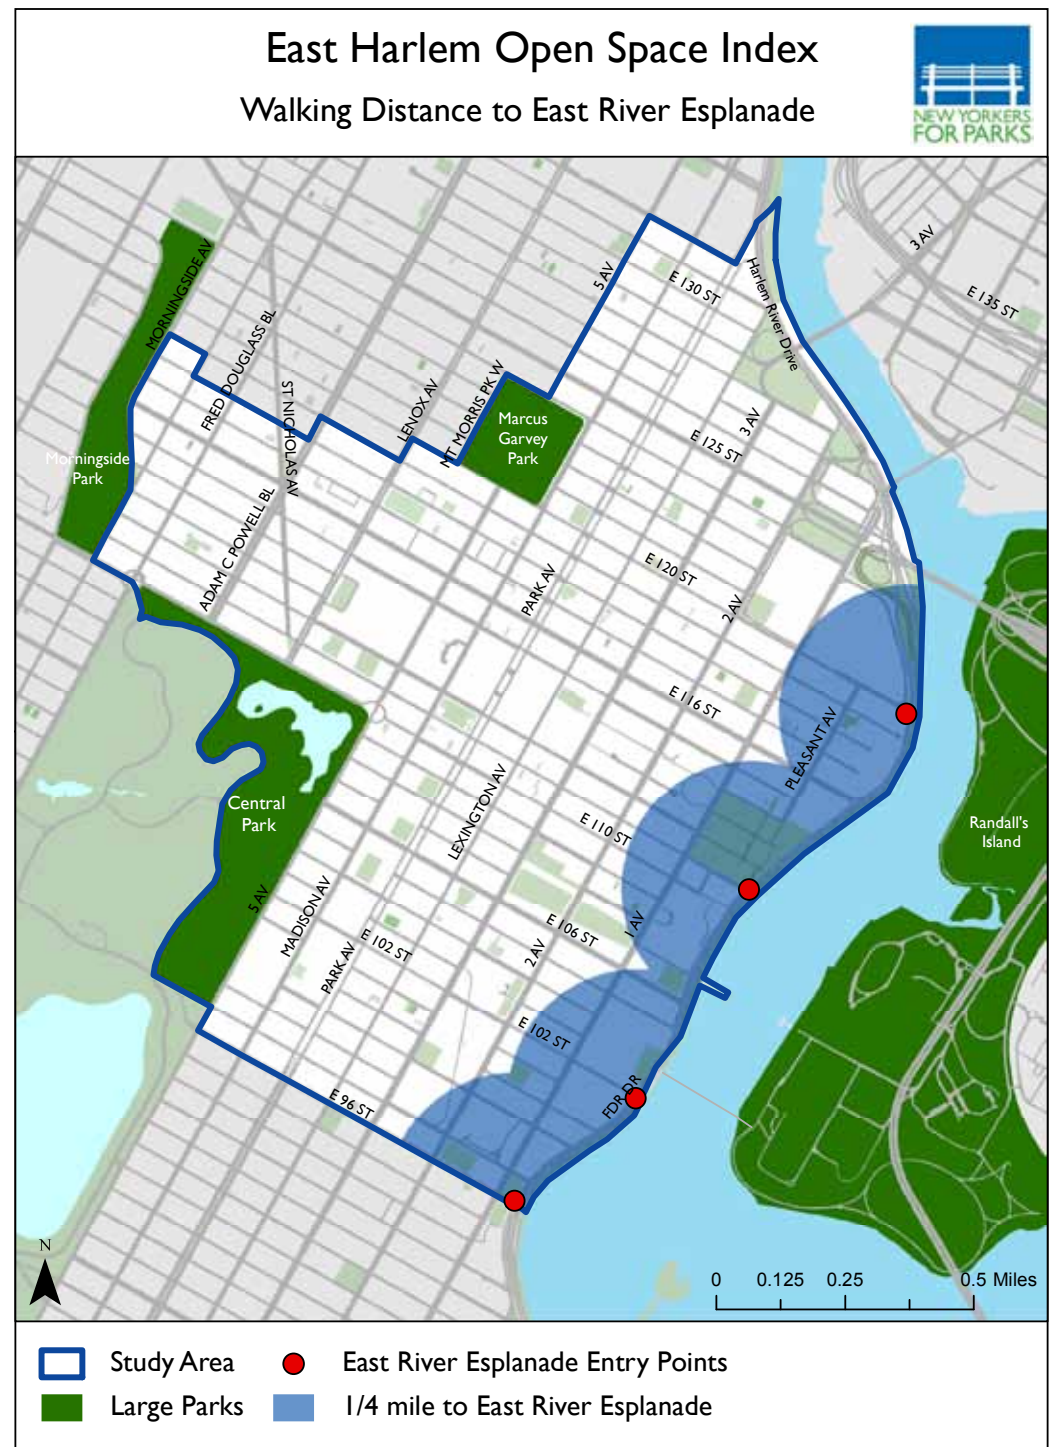 East Harlem Open Space Index
Walking Distance to East River Esplanade
NEW YORKERS
FOR PARKS
3 AV
E 135 ST
5 AV
E 130 ST
Harlem River Drive
MORNINGSIDE AV
FRED DOUGLASS BL
ST NICHOLAS AV
LENOX AV
MT MORRIS PK W
Marcus
Garvey
Park
3 AV
E 125 ST
Morningside
Park
ADAM C POWELL BL
PARK AV
E 120 ST
2 AV
E 116 ST
PLEASANT AV
Central
Park
LEXINGTON AV
E 110 ST
Randall's
Island
5 AV
MADISON AV
PARK AV
E 102 ST
2 AV
E 106 ST
1 AV
E 102 ST
FDR DR
E 96 ST
N
0 0.125 0.25 0.5 Miles
Study Area
East River Esplanade Entry Points
Large Parks
1/4 mile to East River Esplanade